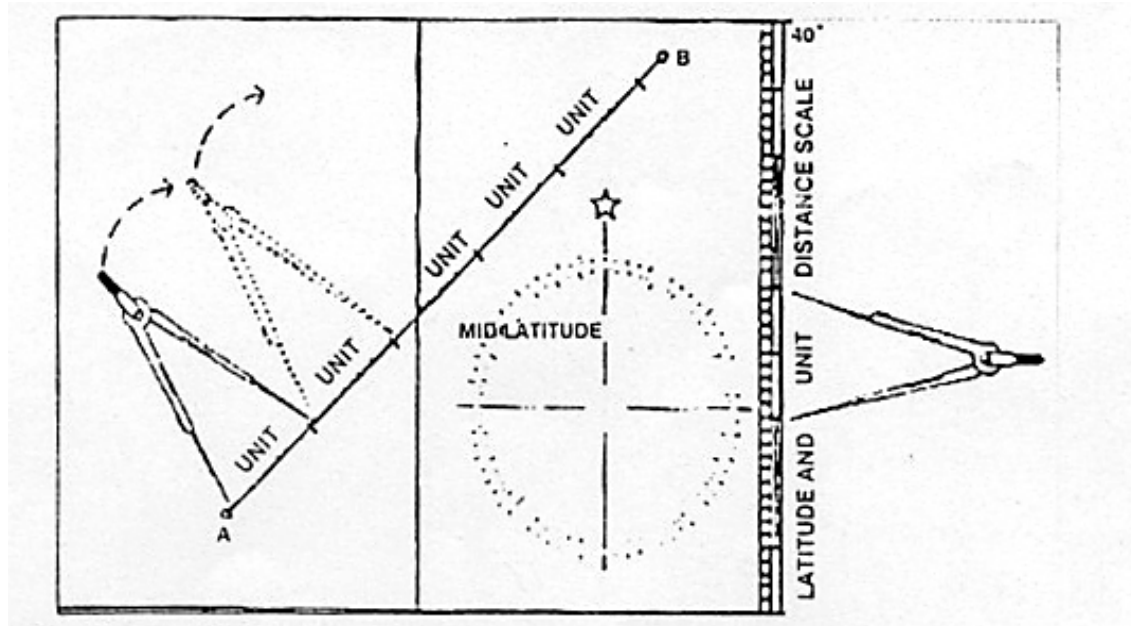 40°
B
UNIT
UNIT
UNIT
MID-LATITUDE
UNIT
UNIT
A
LATITUDE AND UNIT DISTANCE SCALE